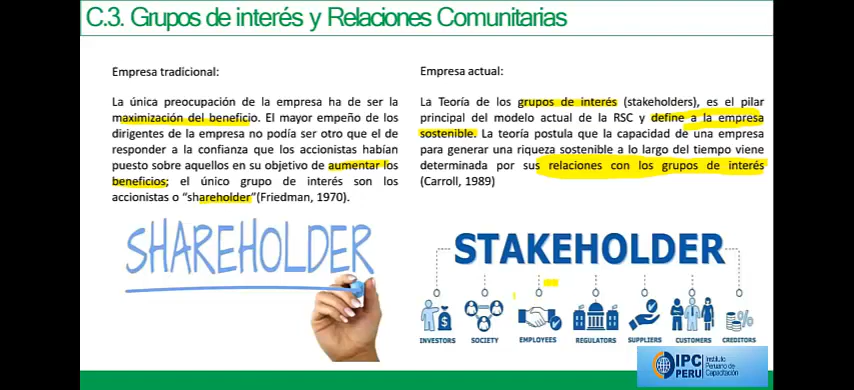 C.3. Grupos de interés y Relaciones Comunitarias
Empresa tradicional:
La única preocupación de la empresa ha de ser la
maximización del beneficio. El mayor empeño de los
dirigentes de la empresa no podía ser otro que el de
responder a la confianza que los accionistas habían
puesto sobre aquellos en su objetivo de aumentar los
beneficios; el único grupo de interés son los
accionistas o "shareholder"(Friedman, 1970).
SHAREHOLDER
Empresa actual:
La Teoría de los grupos de interés (stakeholders), es el pilar
principal del modelo actual de la RSC y define a la empresa
sostenible. La teoría postula que la capacidad de una empresa
para generar una riqueza sostenible a lo largo del tiempo viene
determinada por sus relaciones con los grupos de interés
(Carroll, 1989)
STAKEHOLDER
INVESTORS SOCIETY EMPLOYEES REGULATORS SUPPLIERS CUSTOMERS CREDITORS
IPC
PERU
Instituto
Peruano de
Capacitación